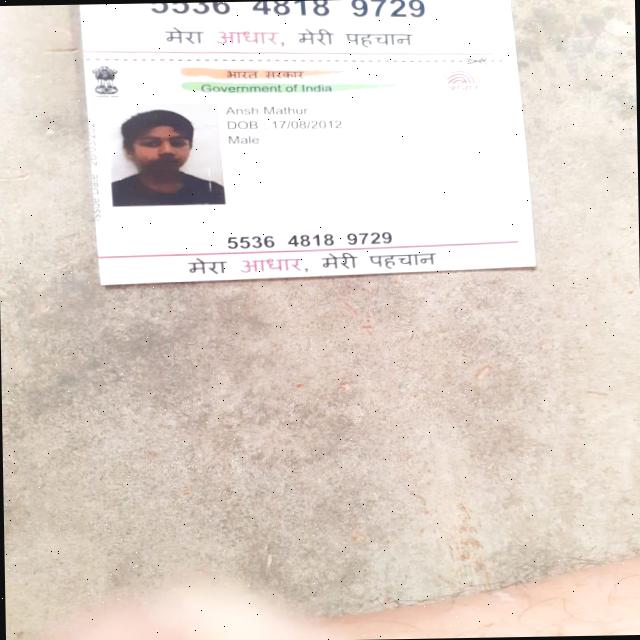 5536 4818 9729
मेरा आधार, मेरी पहचान
भारत सरकार
Government of India
Ansh Mathur
DOB 17/08/2012
Male
5536 4818 9729
मेरा आधार, मेरी पहचान